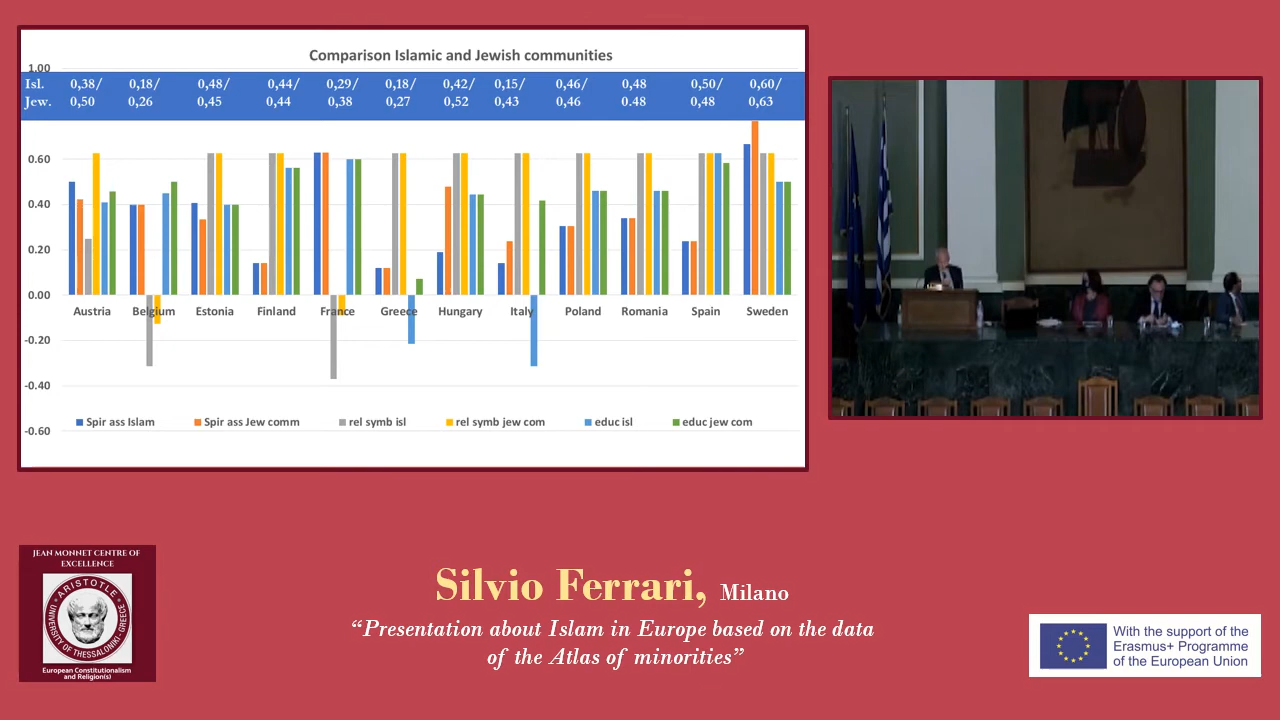 Comparison Islamic and Jewish communities
1.00
Isl. 0,38/ 0,18/ 0,48/ 0,44/ 0,29/ 0,18/ 0,42/ 0,15/ 0,46/ 0,48 0,50/ 0,60/
Jew. 0,50 0,26 0,45 0,44 0,38 0,27 0,52 0,43 0,46 0.48 0,48 0,63
0.60
0.40
0.20
0.00
Austria Belgium Estonia Finland France Greece Hungary Italy Poland Romania Spain Sweden
-0.20
-0.40
Spir ass Islam Spir ass Jew comm rel symb isl rel symb jew com educ isl educ jew com
-0.60
JEAN MONNET CENTRE OF
EXCELLENCE
ARISTOTLE
UNIVERSITY OF THESSALONIKI - GREECE
European Constitutionalism
and Religion(s)
Silvio Ferrari, Milano
“Presentation about Islam in Europe based on the data
of the Atlas of minorities”
With the support of the
Erasmus+ Programme
of the European Union